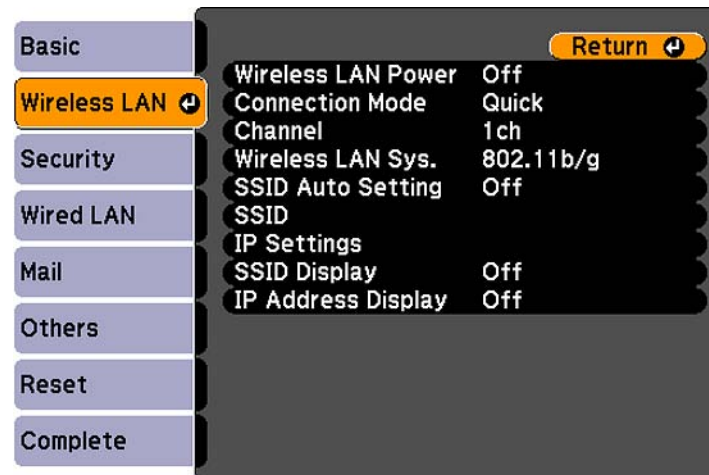 Basic
Wireless LAN
Security
Wired LAN
Mail
Others
Reset
Complete
Return
Wireless LAN Power Off
Connection Mode Quick
Channel 1ch
Wireless LAN Sys. 802.11b/g
SSID Auto Setting Off
SSID
IP Settings
SSID Display Off
IP Address Display Off